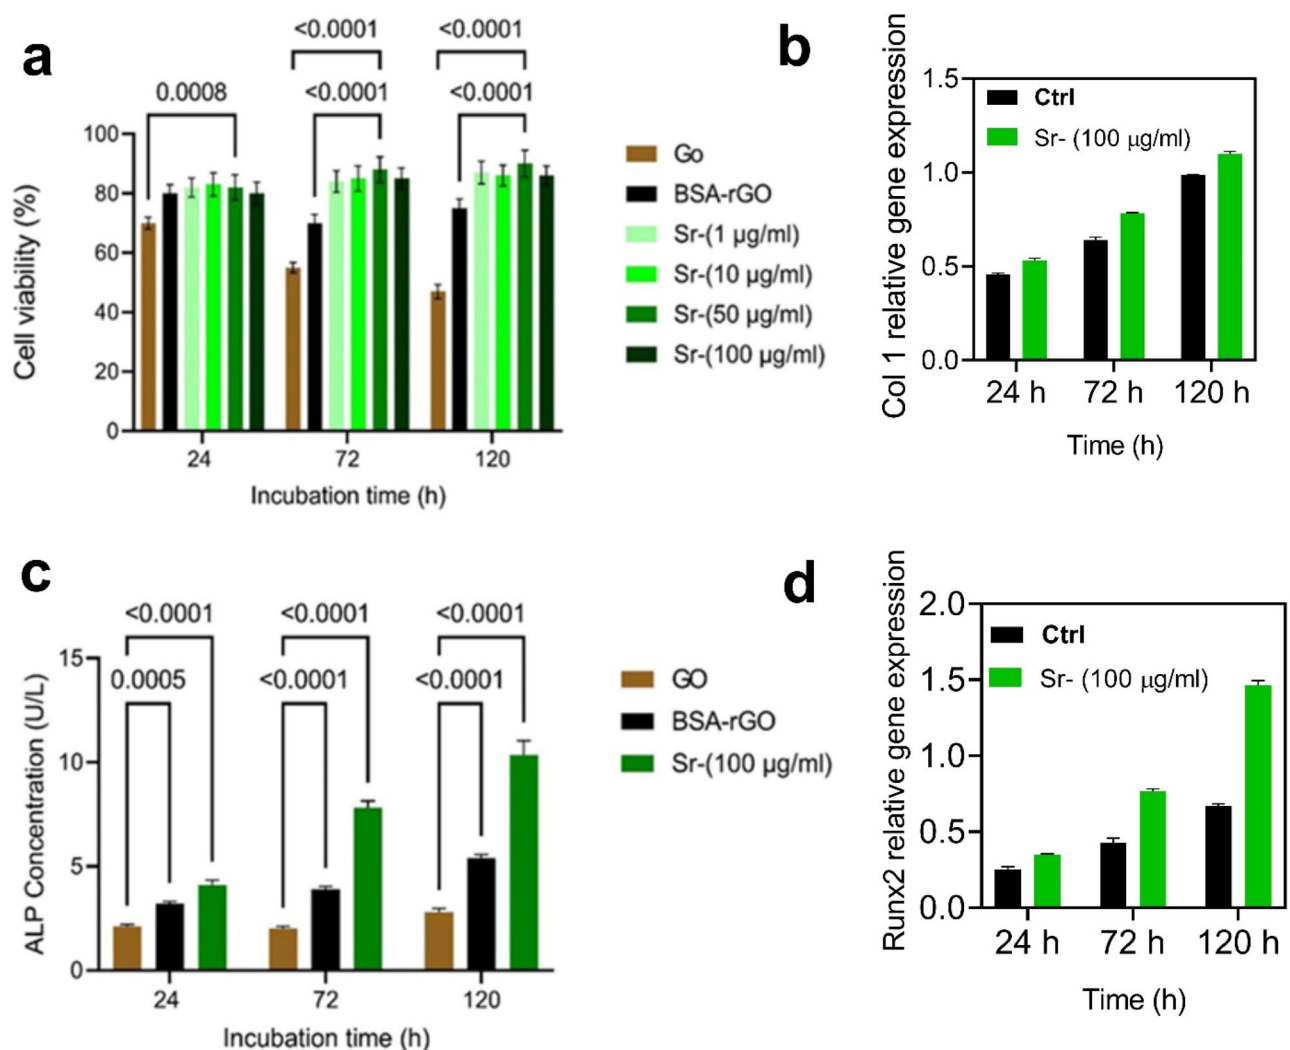 a
<0.0001
<0.0001
0.0008
<0.0001
<0.0001
Cell viability (%)
100
80
60
40
20
0
24
72
120
Incubation time (h)
Go
BSA-rGO
Sr-(1 µg/ml)
Sr-(10 µg/ml)
Sr-(50 µg/ml)
Sr-(100 µg/ml)
b
Col 1 relative gene expression
1.5
1.0
0.5
0.0
Ctrl
Sr- (100 µg/ml)
24 h
72 h
120 h
Time (h)
c
<0.0001
<0.0001
<0.0001
0.0005
<0.0001
<0.0001
ALP Concentration (U/L)
15
10
5
0
24
72
120
Incubation time (h)
GO
BSA-rGO
Sr-(100 µg/ml)
d
Runx2 relative gene expression
2.0
1.5
1.0
0.5
0.0
Ctrl
Sr- (100 µg/ml)
24 h
72 h
120 h
Time (h)